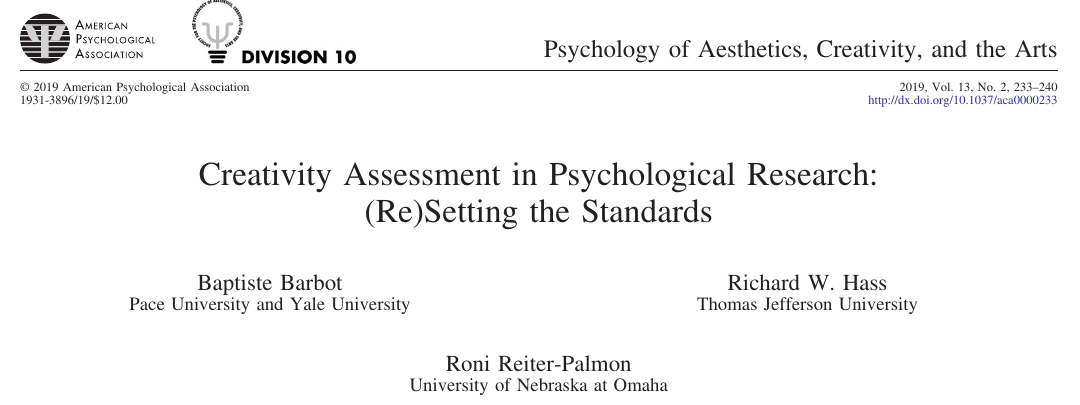 AMERICAN
PSYCHOLOGICAL
ASSOCIATION
DIVISION 10
Psychology of Aesthetics, Creativity, and the Arts
© 2019 American Psychological Association
1931-3896/19/$12.00
2019, Vol. 13, No. 2, 233–240
http://dx.doi.org/10.1037/aca0000233
Creativity Assessment in Psychological Research:
(Re)Setting the Standards
Baptiste Barbot
Pace University and Yale University
Richard W. Hass
Thomas Jefferson University
Roni Reiter-Palmon
University of Nebraska at Omaha